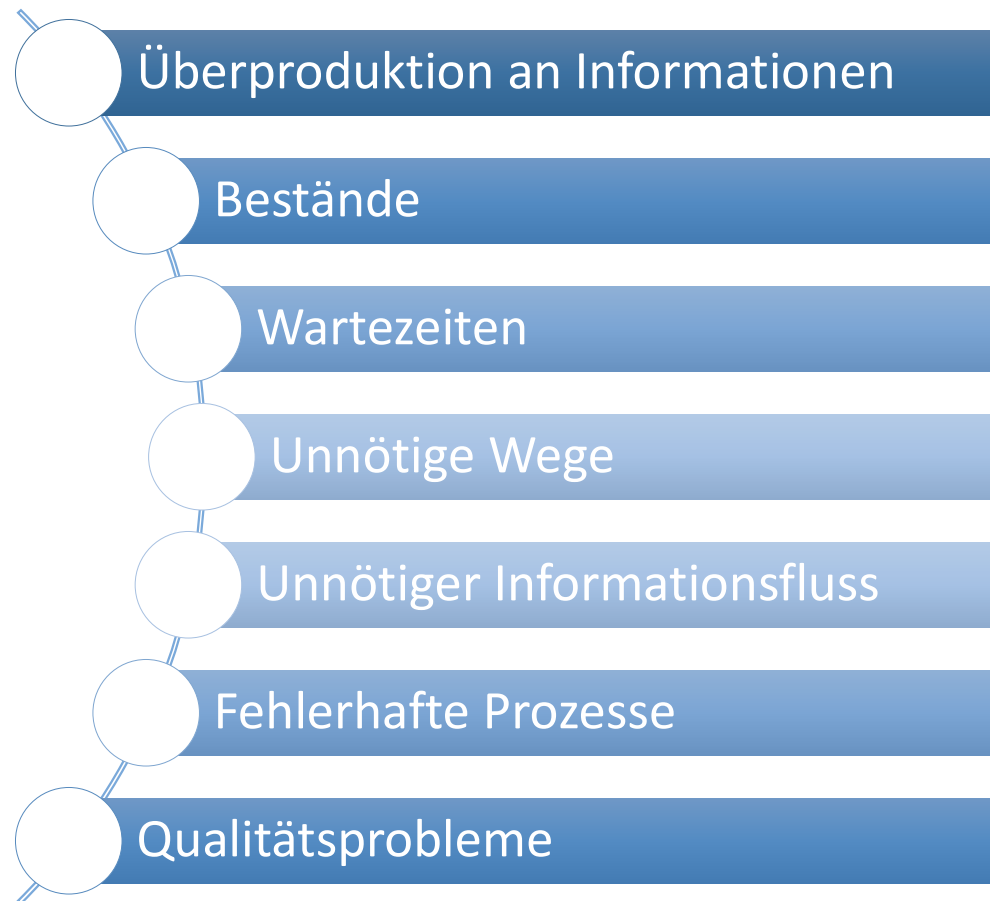 Überproduktion an Informationen
Bestände
Wartezeiten
Unnötige Wege
Unnötiger Informationsfluss
Fehlerhafte Prozesse
Qualitätsprobleme